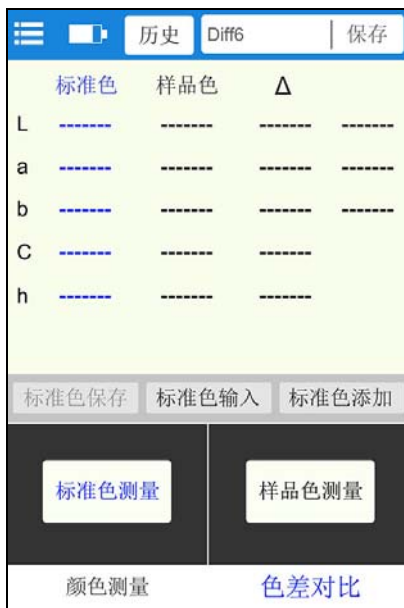 历史 Diff6 保存
标准色 样品色 Δ
L ------- ------- ------- -------
a ------- ------- ------- -------
b ------- ------- ------- -------
C ------- ------- -------
h ------- ------- -------
标准色保存 标准色输入 标准色添加
标准色测量 样品色测量
颜色测量 色差对比